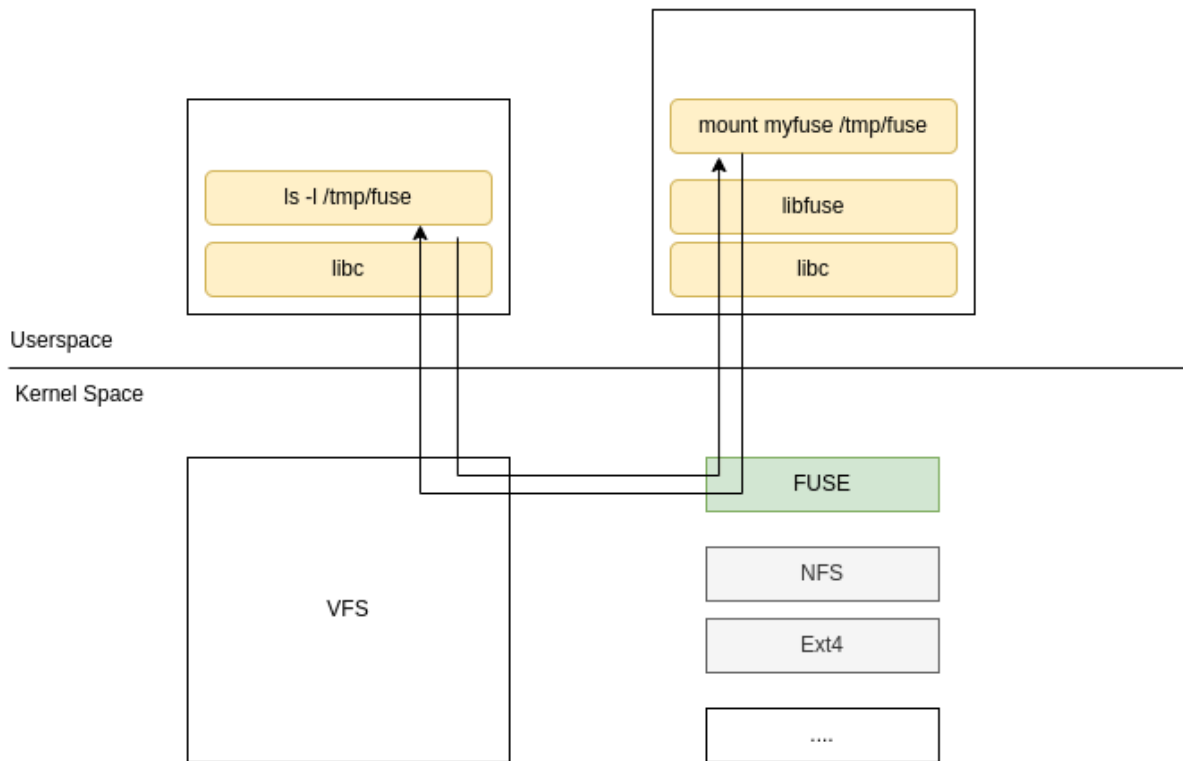 mount myfuse /tmp/fuse
ls -l /tmp/fuse
libfuse
libc
libc
Userspace
Kernel Space
FUSE
NFS
VFS
Ext4
....